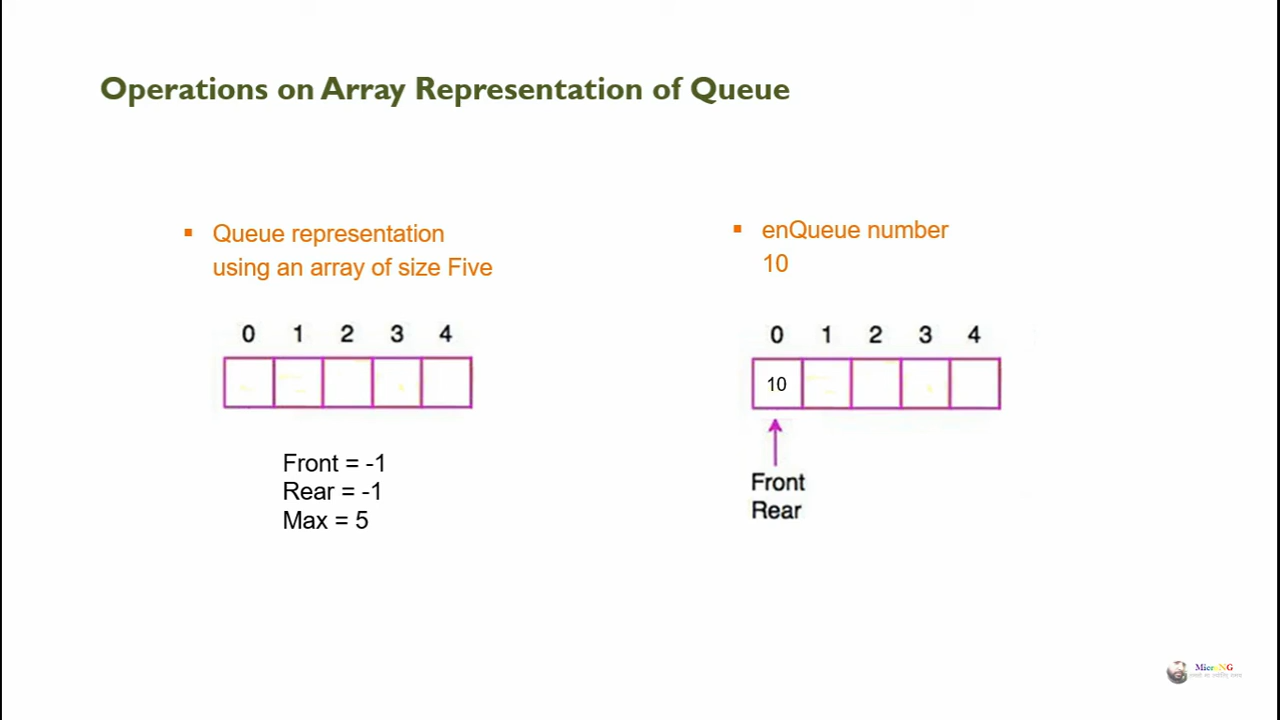 Operations on Array Representation of Queue
▪ Queue representation
using an array of size Five
0 1 2 3 4
Front = -1
Rear = -1
Max = 5
▪ enQueue number
10
0 1 2 3 4
10
Front
Rear
MicroNG